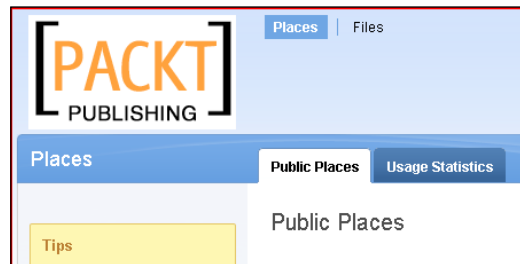 [PACKT]
PUBLISHING
Places | Files
Places
Public Places
Usage Statistics
Public Places
Tips